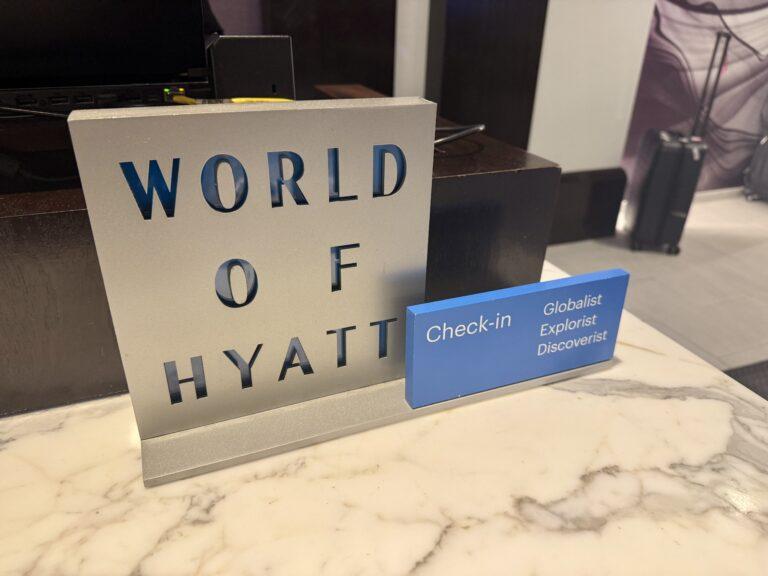 WORLD
OF
HYATT
Check-in
Globalist
Explorist
Discoverist